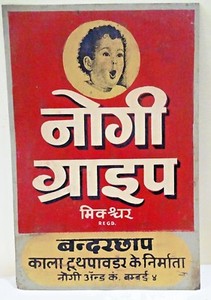 नोगी
ग्राइप
मिक्श्चर
REGD.
बन्दरछाप
काला टूथपावडर के निर्माता
नोगी अ‍ॅन्ड कं. बम्बई ४